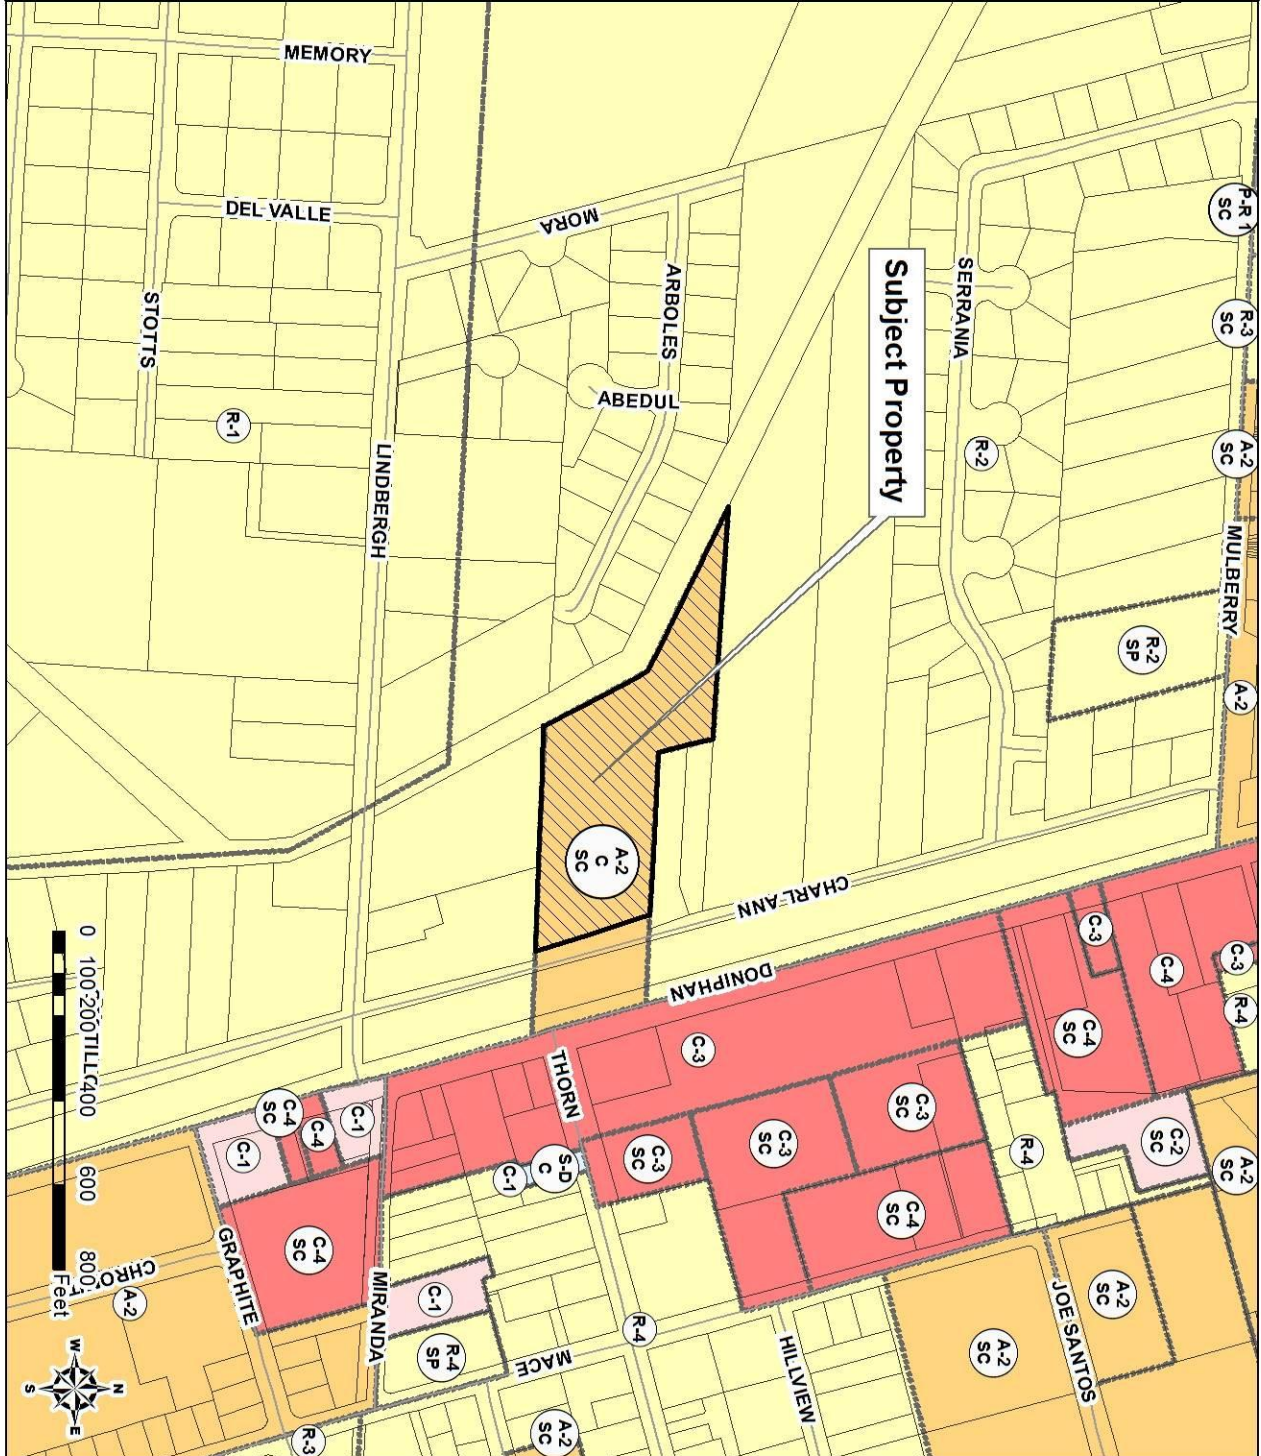 MEMORY
DEL VALLE
STOTTS
R-1
LINDBERGH
MORA
ARBOLES
ABEDUL
Subject Property
SERRANIA
R-2
P-R 1
SC
R-3
SC
A-2
SC
MULBERRY
R-2
SP
A-2
A-2
C
SC
CHARL ANN
DONIPHAN
C-3
C-4
C-3
R-4
C-4
SC
C-3
THORN
C-3
SC
C-3
SC
C-3
SC
C-4
SC
R-4
C-2
SC
A-2
SC
C-1
C-4
SC
C-4
C-1
S-D
C
C-1
C-4
SC
GRAPHITE
MIRANDA
C-1
R-4
SP
MACE
R-4
HILLVIEW
JOE SANTOS
A-2
SC
A-2
SC
A-2
SC
R-3
A-2
0 100 200 400 600 800
Feet
N
E
S
W